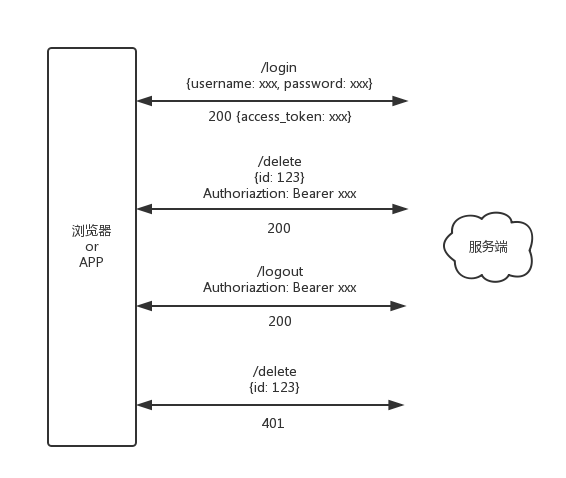 /login
{username: xxx, password: xxx}
200 {access_token: xxx}
/delete
{id: 123}
Authoriaztion: Bearer xxx
200
浏览器
or
APP
服务端
/logout
Authoriaztion: Bearer xxx
200
/delete
{id: 123}
401